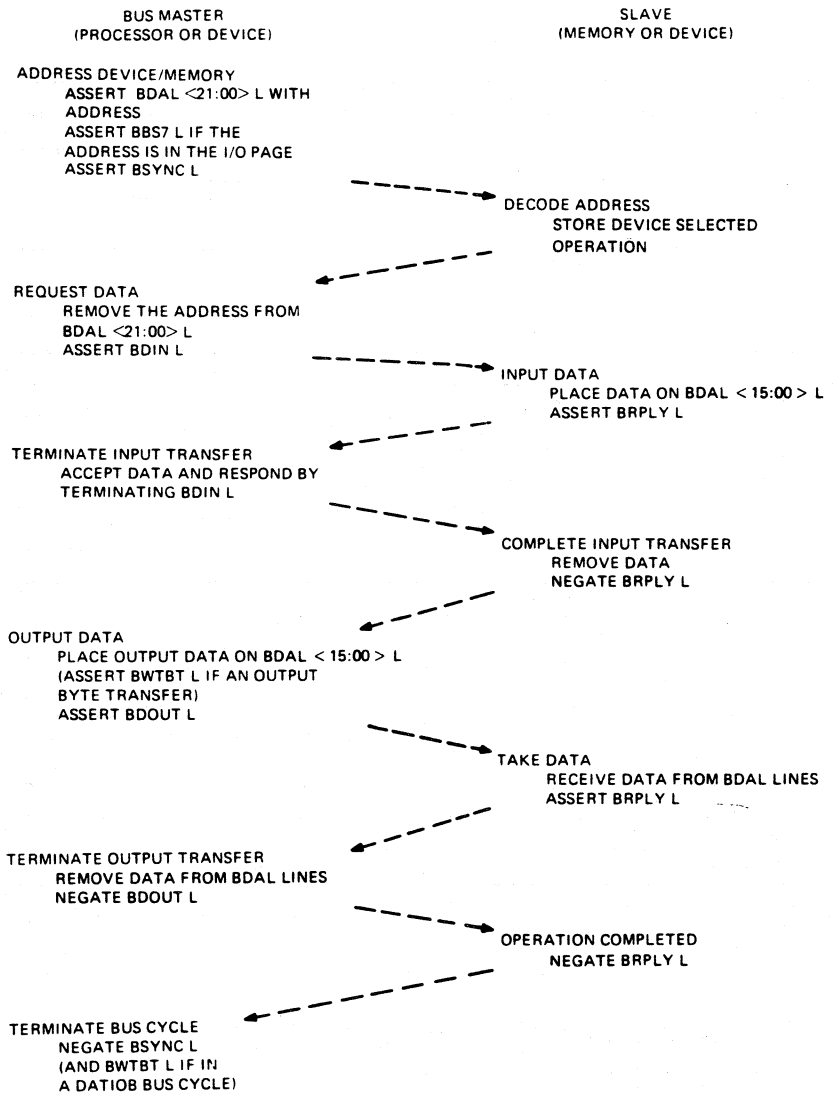 BUS MASTER
(PROCESSOR OR DEVICE)
SLAVE
(MEMORY OR DEVICE)
ADDRESS DEVICE/MEMORY
ASSERT BDAL <21:00> L WITH
ADDRESS
ASSERT BBS7 L IF THE
ADDRESS IS IN THE I/O PAGE
ASSERT BSYNC L
DECODE ADDRESS
STORE DEVICE SELECTED
OPERATION
REQUEST DATA
REMOVE THE ADDRESS FROM
BDAL <21:00> L
ASSERT BDIN L
INPUT DATA
PLACE DATA ON BDAL < 15:00 > L
ASSERT BRPLY L
TERMINATE INPUT TRANSFER
ACCEPT DATA AND RESPOND BY
TERMINATING BDIN L
COMPLETE INPUT TRANSFER
REMOVE DATA
NEGATE BRPLY L
OUTPUT DATA
PLACE OUTPUT DATA ON BDAL < 15:00 > L
(ASSERT BWTBT L IF AN OUTPUT
BYTE TRANSFER)
ASSERT BDOUT L
TAKE DATA
RECEIVE DATA FROM BDAL LINES
ASSERT BRPLY L
TERMINATE OUTPUT TRANSFER
REMOVE DATA FROM BDAL LINES
NEGATE BDOUT L
OPERATION COMPLETED
NEGATE BRPLY L
TERMINATE BUS CYCLE
NEGATE BSYNC L
(AND BWTBT L IF IN
A DATIOB BUS CYCLE)